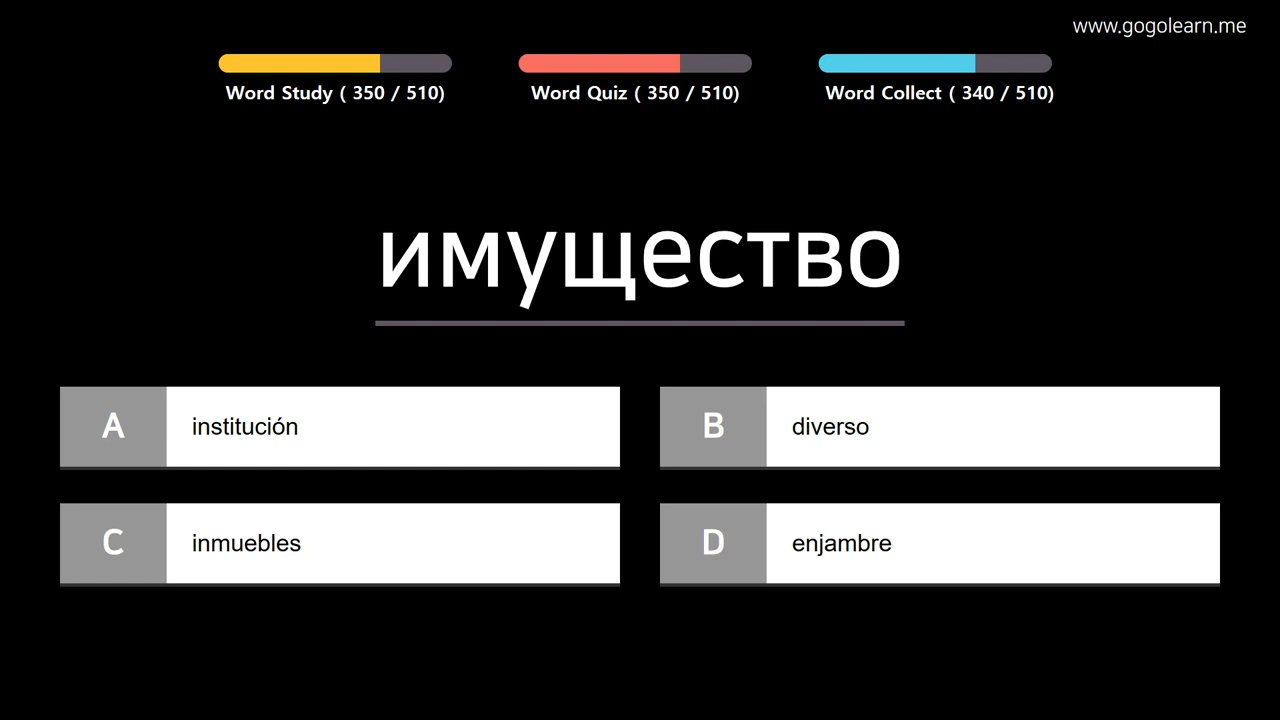 www.gogolearn.me
Word Study ( 350 / 510)
Word Quiz ( 350 / 510)
Word Collect ( 340 / 510)
имущество
A institución
B diverso
C inmuebles
D enjambre